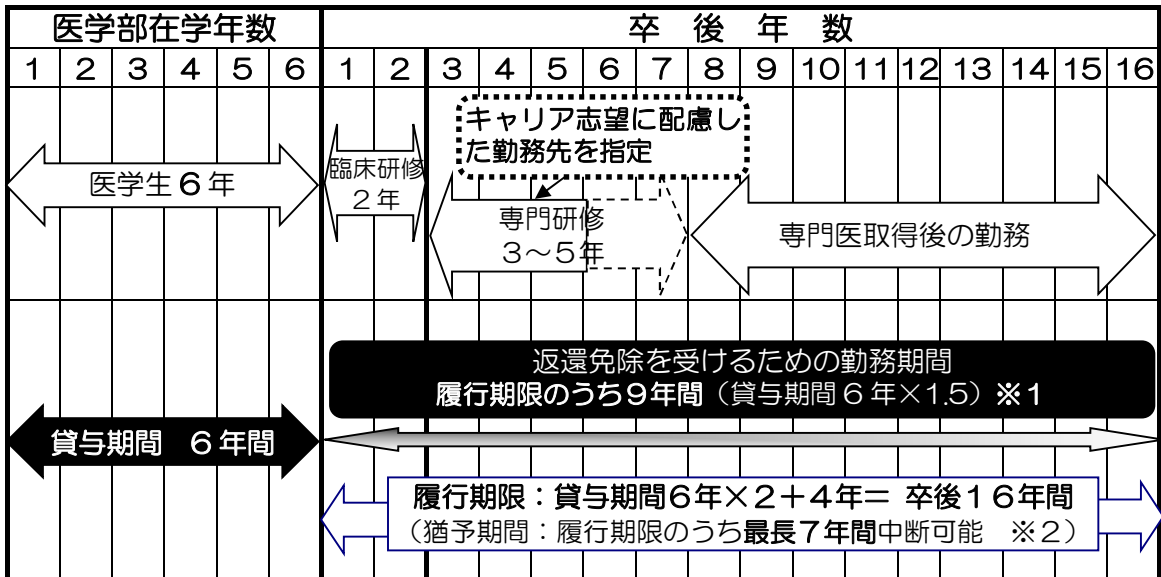 医学部在学年数
卒後年数
１ ２ ３ ４ ５ ６ １ ２ ３ ４ ５ ６ ７ ８ ９ 10 11 12 13 14 15 16
キャリア志望に配慮し
た勤務先を指定
医学生６年
臨床研修
２年
専門研修
３～５年
専門医取得後の勤務
返還免除を受けるための勤務期間
履行期限のうち９年間（貸与期間６年×1.5）※１
貸与期間　６年間
履行期限：貸与期間６年×２＋４年＝ 卒後１６年間
（猶予期間：履行期限のうち最長７年間中断可能　※２）